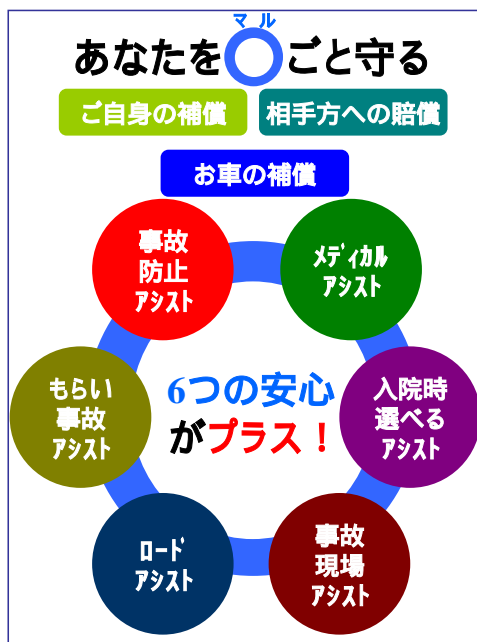 マル
あなたを○ごと守る
ご自身の補償
相手方への賠償
お車の補償
事故
防止
ｱｼｽﾄ
ﾒﾃﾞｨｶﾙ
ｱｼｽﾄ
もらい
事故
ｱｼｽﾄ
6つの安心
がプラス！
入院時
選べる
ｱｼｽﾄ
ﾛｰﾄﾞ
ｱｼｽﾄ
事故
現場
ｱｼｽﾄ